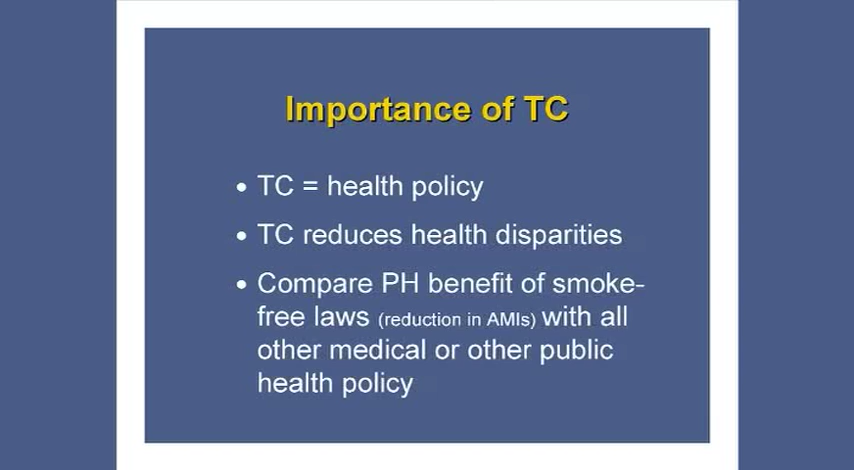 Importance of TC
• TC = health policy
• TC reduces health disparities
• Compare PH benefit of smoke-
free laws (reduction in AMIs) with all
other medical or other public
health policy